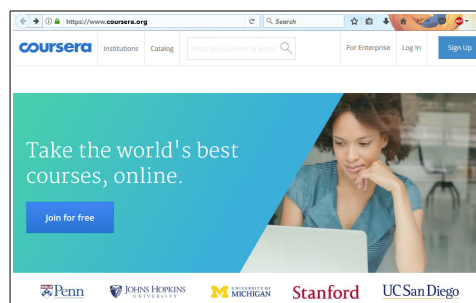 https://www.coursera.org
Search
coursera
Institutions
Catalog
What do you want to learn?
For Enterprise
Log In
Sign Up
Take the world's best
courses, online.
Join for free
Penn
JOHNS HOPKINS
UNIVERSITY
M
UNIVERSITY OF
MICHIGAN
Stanford
UC San Diego